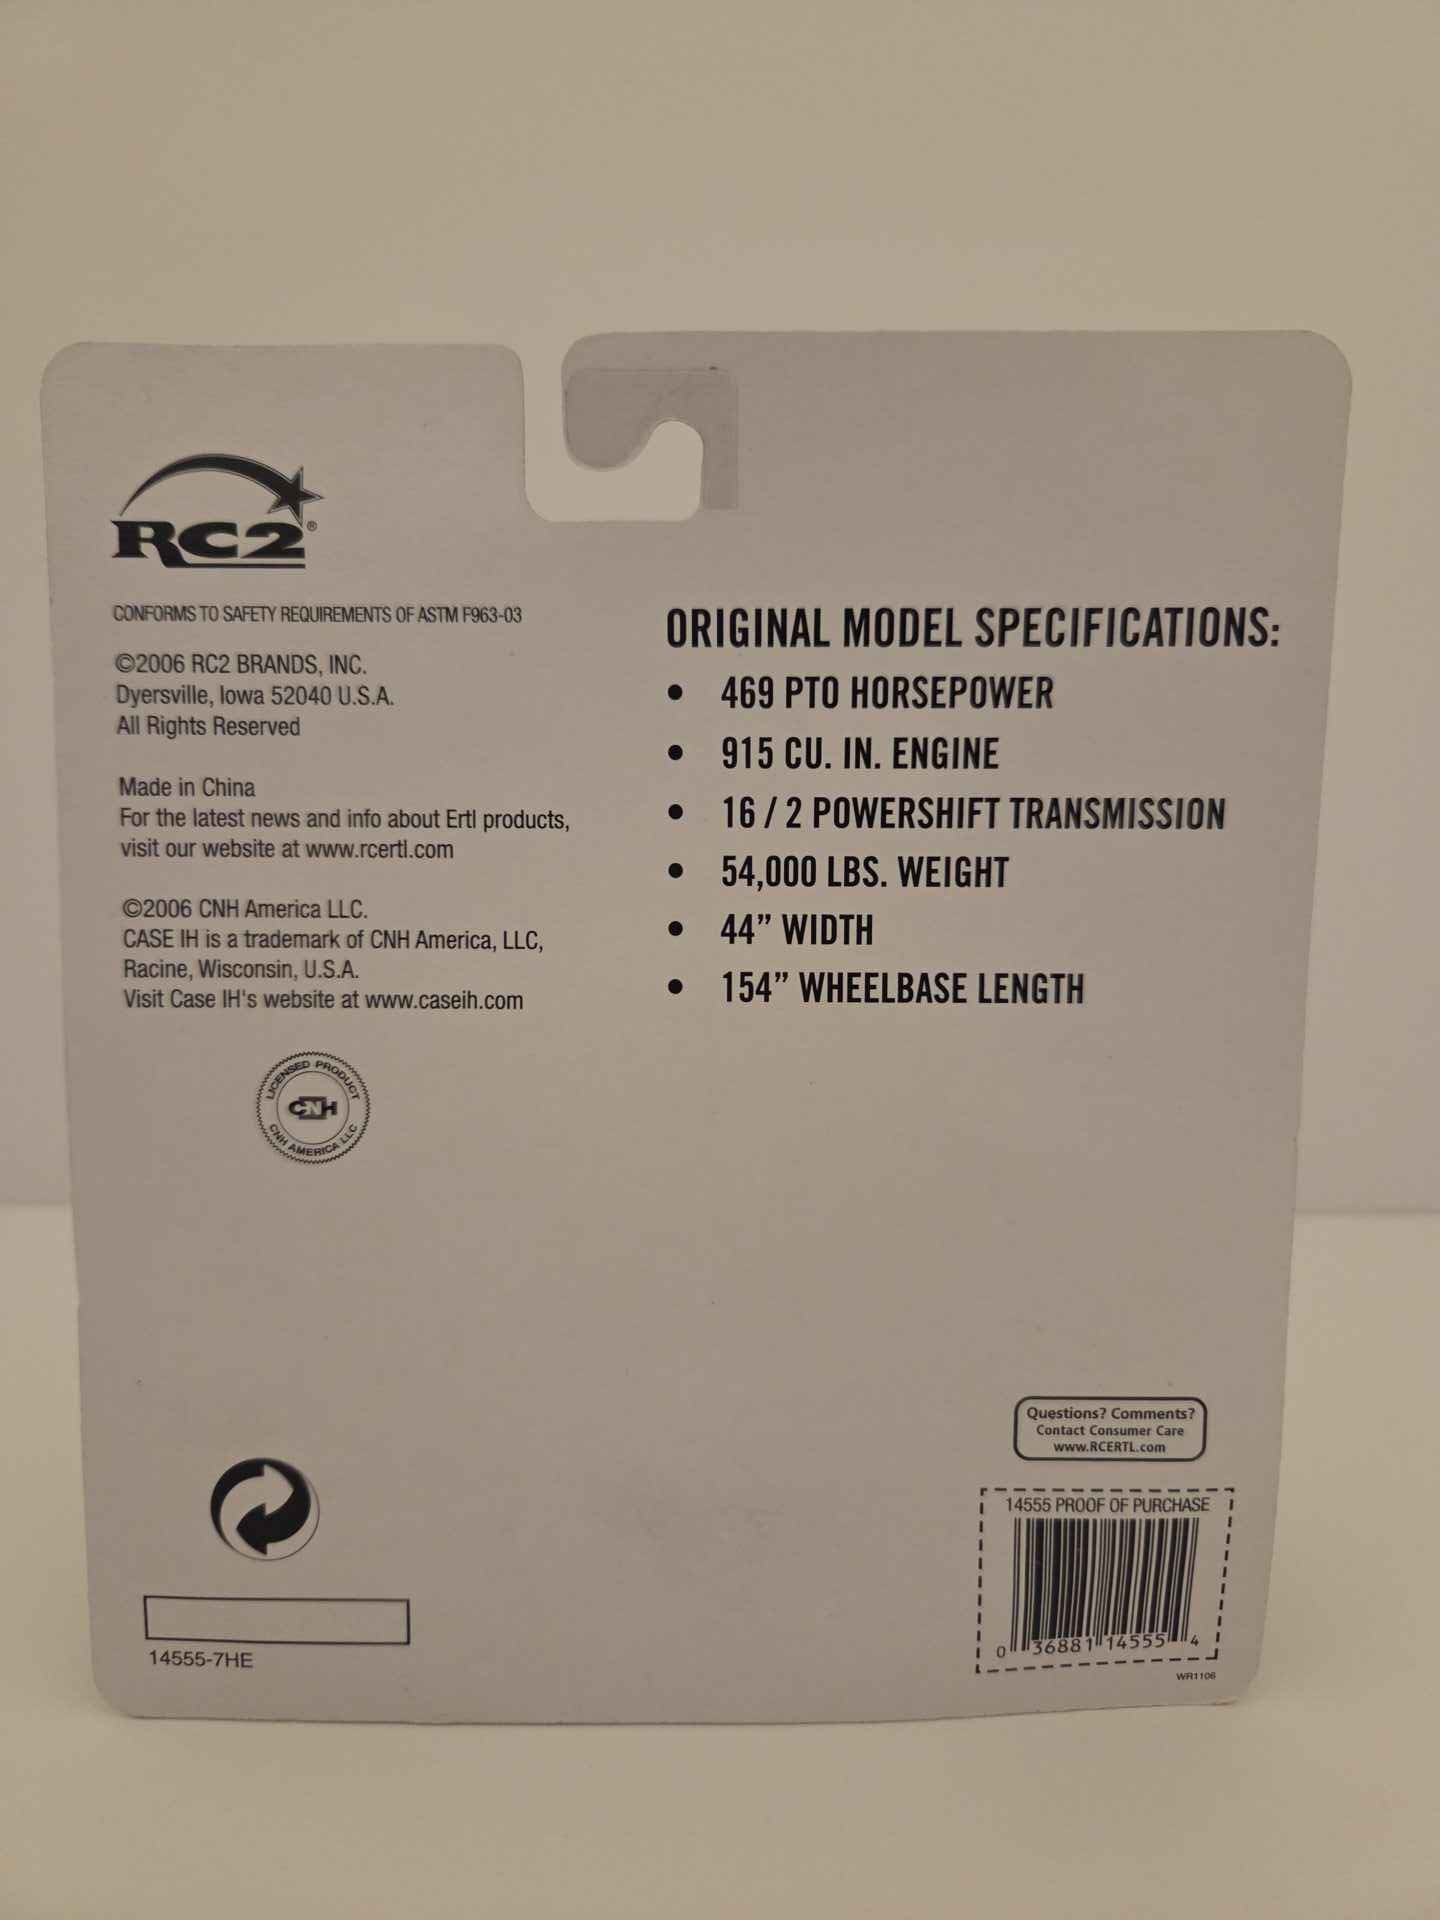 RC2®
CONFORMS TO SAFETY REQUIREMENTS OF ASTM F963-03
©2006 RC2 BRANDS, INC.
Dyersville, Iowa 52040 U.S.A.
All Rights Reserved
Made in China
For the latest news and info about Ertl products,
visit our website at www.rcertl.com
©2006 CNH America LLC.
CASE IH is a trademark of CNH America, LLC,
Racine, Wisconsin, U.S.A.
Visit Case IH's website at www.caseih.com
LICENSED PRODUCT
CNH
CNH AMERICA LLC
ORIGINAL MODEL SPECIFICATIONS:
• 469 PTO HORSEPOWER
• 915 CU. IN. ENGINE
• 16 / 2 POWERSHIFT TRANSMISSION
• 54,000 LBS. WEIGHT
• 44” WIDTH
• 154” WHEELBASE LENGTH
14555-7HE
Questions? Comments?
Contact Consumer Care
www.RCERTL.com
14555 PROOF OF PURCHASE
0 36881 14555 4
WR1106